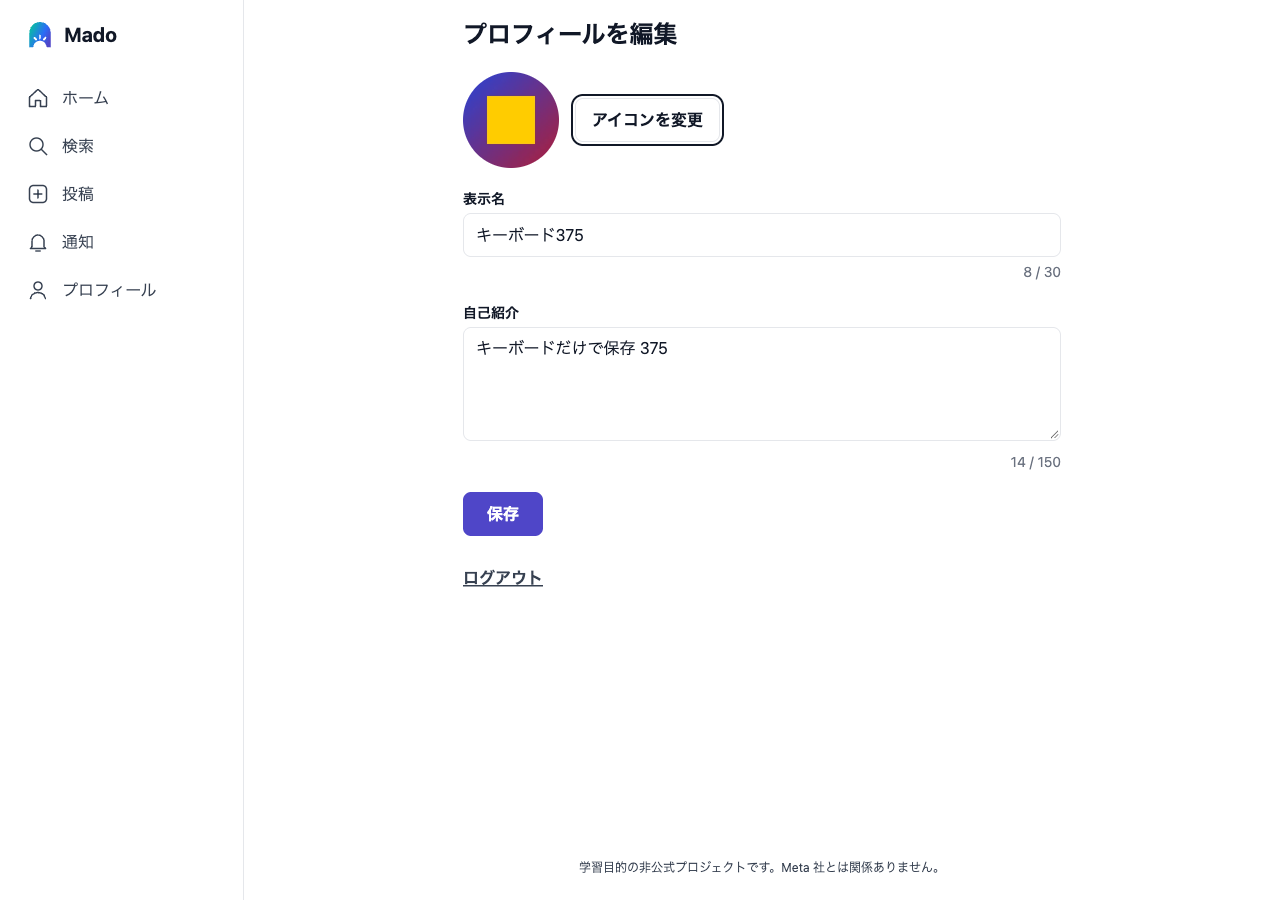 Mado
ホーム
検索
投稿
通知
プロフィール
プロフィールを編集
アイコンを変更
表示名
キーボード375
8 / 30
自己紹介
キーボードだけで保存 375
14 / 150
保存
ログアウト
学習目的の非公式プロジェクトです。Meta 社とは関係ありません。